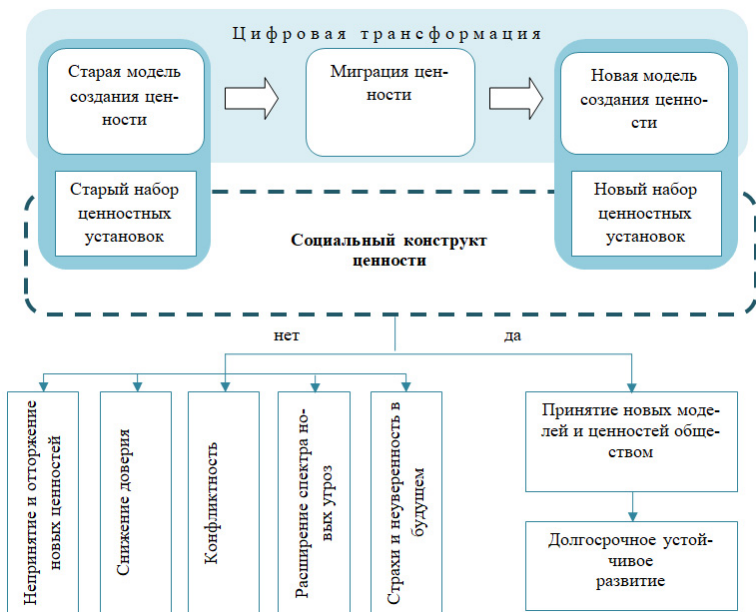 Цифровая трансформация
Старая модель
создания цен-
ности
Миграция цен-
ности
Новая модель
создания ценно-
сти
Старый набор
ценностных
установок
Новый набор
ценностных
установок
Социальный конструкт
ценности
нет
да
Непринятие и отторжение
новых ценностей
Снижение доверия
Конфликтность
Расширение спектра но-
вых угроз
Страхи и неуверенность в
будущем
Принятие новых моде-
лей и ценностей обще-
ством
Долгосрочное устой-
чивое
развитие